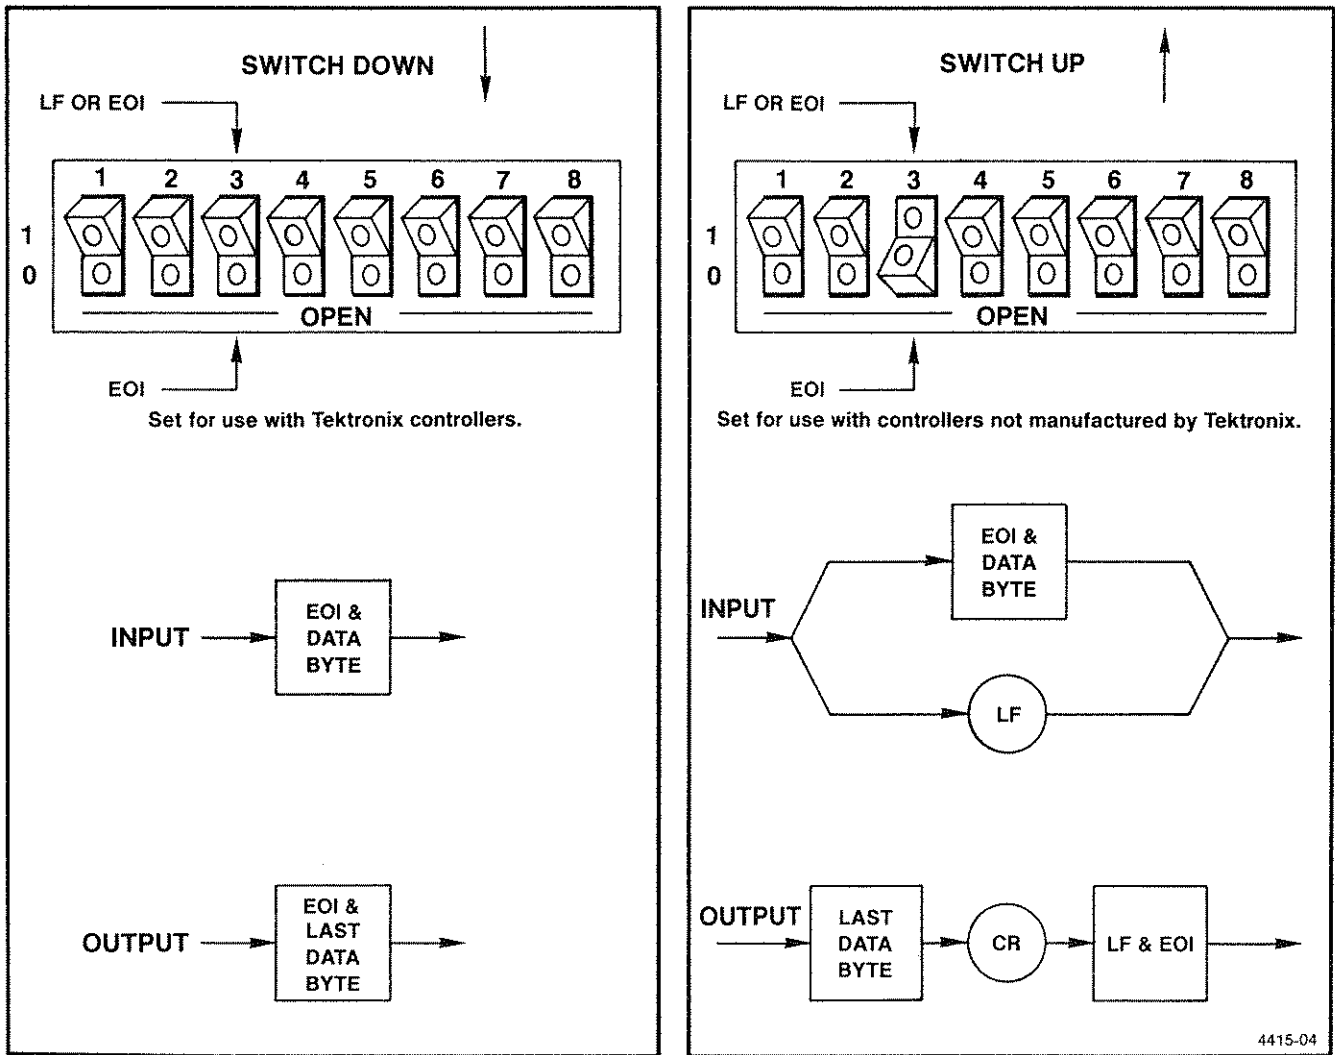 SWITCH DOWN
LF OR EOI
1 2 3 4 5 6 7 8
1
0
OPEN
EOI
Set for use with Tektronix controllers.
INPUT
EOI &
DATA
BYTE
OUTPUT
EOI &
LAST
DATA
BYTE
SWITCH UP
LF OR EOI
1 2 3 4 5 6 7 8
1
0
OPEN
EOI
Set for use with controllers not manufactured by Tektronix.
INPUT
EOI &
DATA
BYTE
LF
OUTPUT
LAST
DATA
BYTE
CR
LF & EOI
4415-04